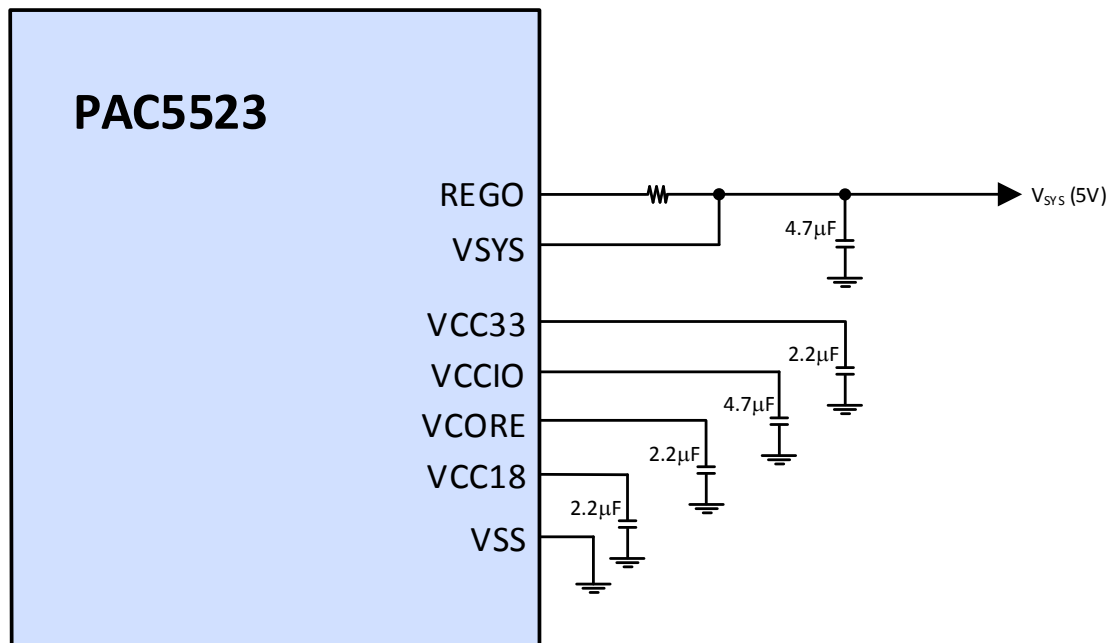 PAC5523
REGO
V_SYS (5V)
VSYS
4.7µF
VCC33
2.2µF
VCCIO
4.7µF
VCORE
2.2µF
VCC18
2.2µF
VSS